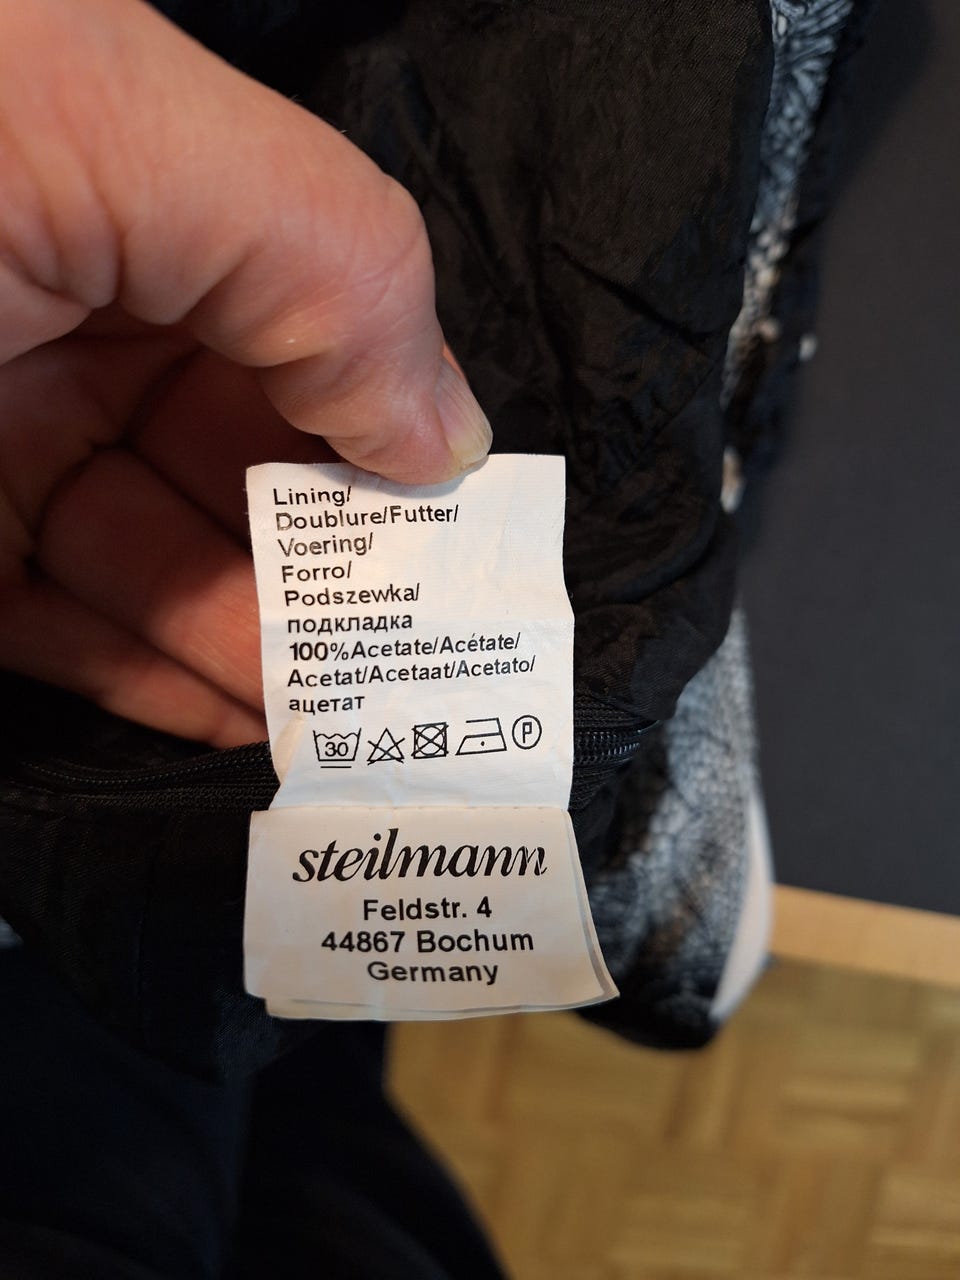 Lining/
Doublure/Futter/
Voering/
Forro/
Podszewka/
подкладка
100%Acetate/Acétate/
Acetat/Acetaat/Acetato/
ацетат
30 P
steilmann
Feldstr. 4
44867 Bochum
Germany